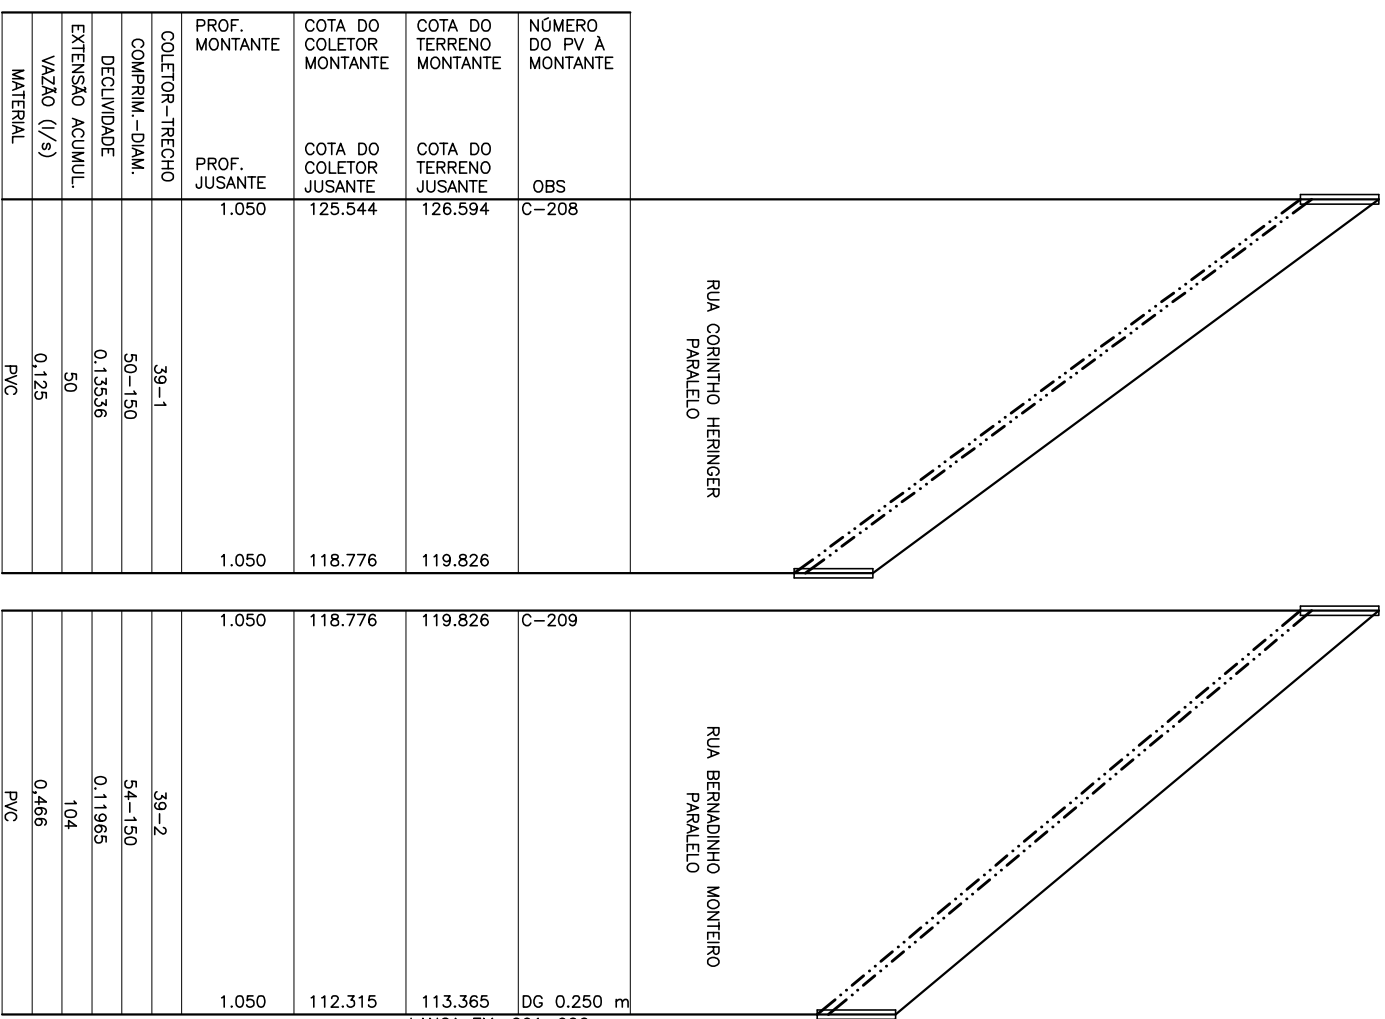 PROF.
MONTANTE
COTA DO
COLETOR
MONTANTE
COTA DO
TERRENO
MONTANTE
NÚMERO
DO PV À
MONTANTE
PROF.
JUSANTE
COTA DO
COLETOR
JUSANTE
COTA DO
TERRENO
JUSANTE
OBS
COLETOR-TRECHO
COMPRIM.-DIAM.
DECLIVIDADE
EXTENSÃO ACUMUL.
VAZÃO (l/s)
MATERIAL
1.050 125.544 126.594 C-208
RUA CORINTHO HERINGER
PARALELO
39-1
50-150
0.13536
50
0,125
PVC
1.050 118.776 119.826
1.050 118.776 119.826 C-209
RUA BERNADINHO MONTEIRO
PARALELO
39-2
54-150
0.11965
104
0,466
PVC
1.050 112.315 113.365 DG 0.250 m